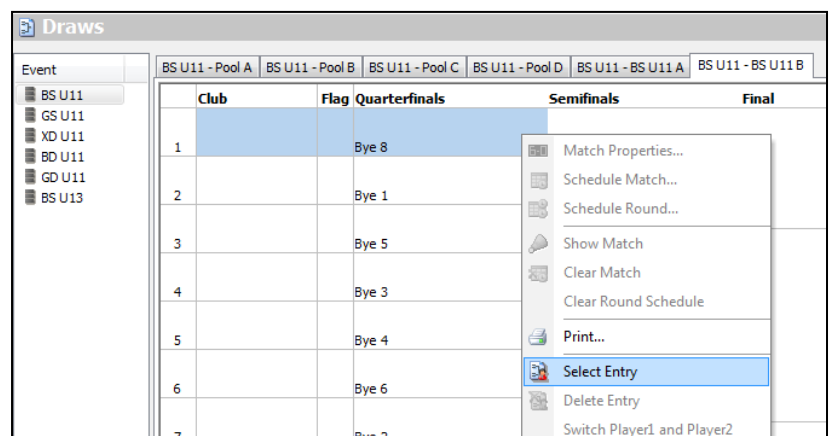 Draws
Event
BS U11
GS U11
XD U11
BD U11
GD U11
BS U13
BS U11 - Pool A BS U11 - Pool B BS U11 - Pool C BS U11 - Pool D BS U11 - BS U11 A BS U11 - BS U11 B
Club Flag Quarterfinals Semifinals Final
1 Bye 8
2 Bye 1
3 Bye 5
4 Bye 3
5 Bye 4
6 Bye 6
Match Properties...
Schedule Match...
Schedule Round...
Show Match
Clear Match
Clear Round Schedule
Print...
Select Entry
Delete Entry
Switch Player1 and Player2